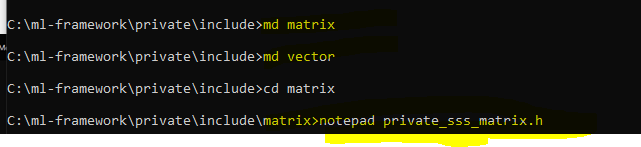 C:\ml-framework\private\include>md matrix
C:\ml-framework\private\include>md vector
C:\ml-framework\private\include>cd matrix
C:\ml-framework\private\include\matrix>notepad private_sss_matrix.h